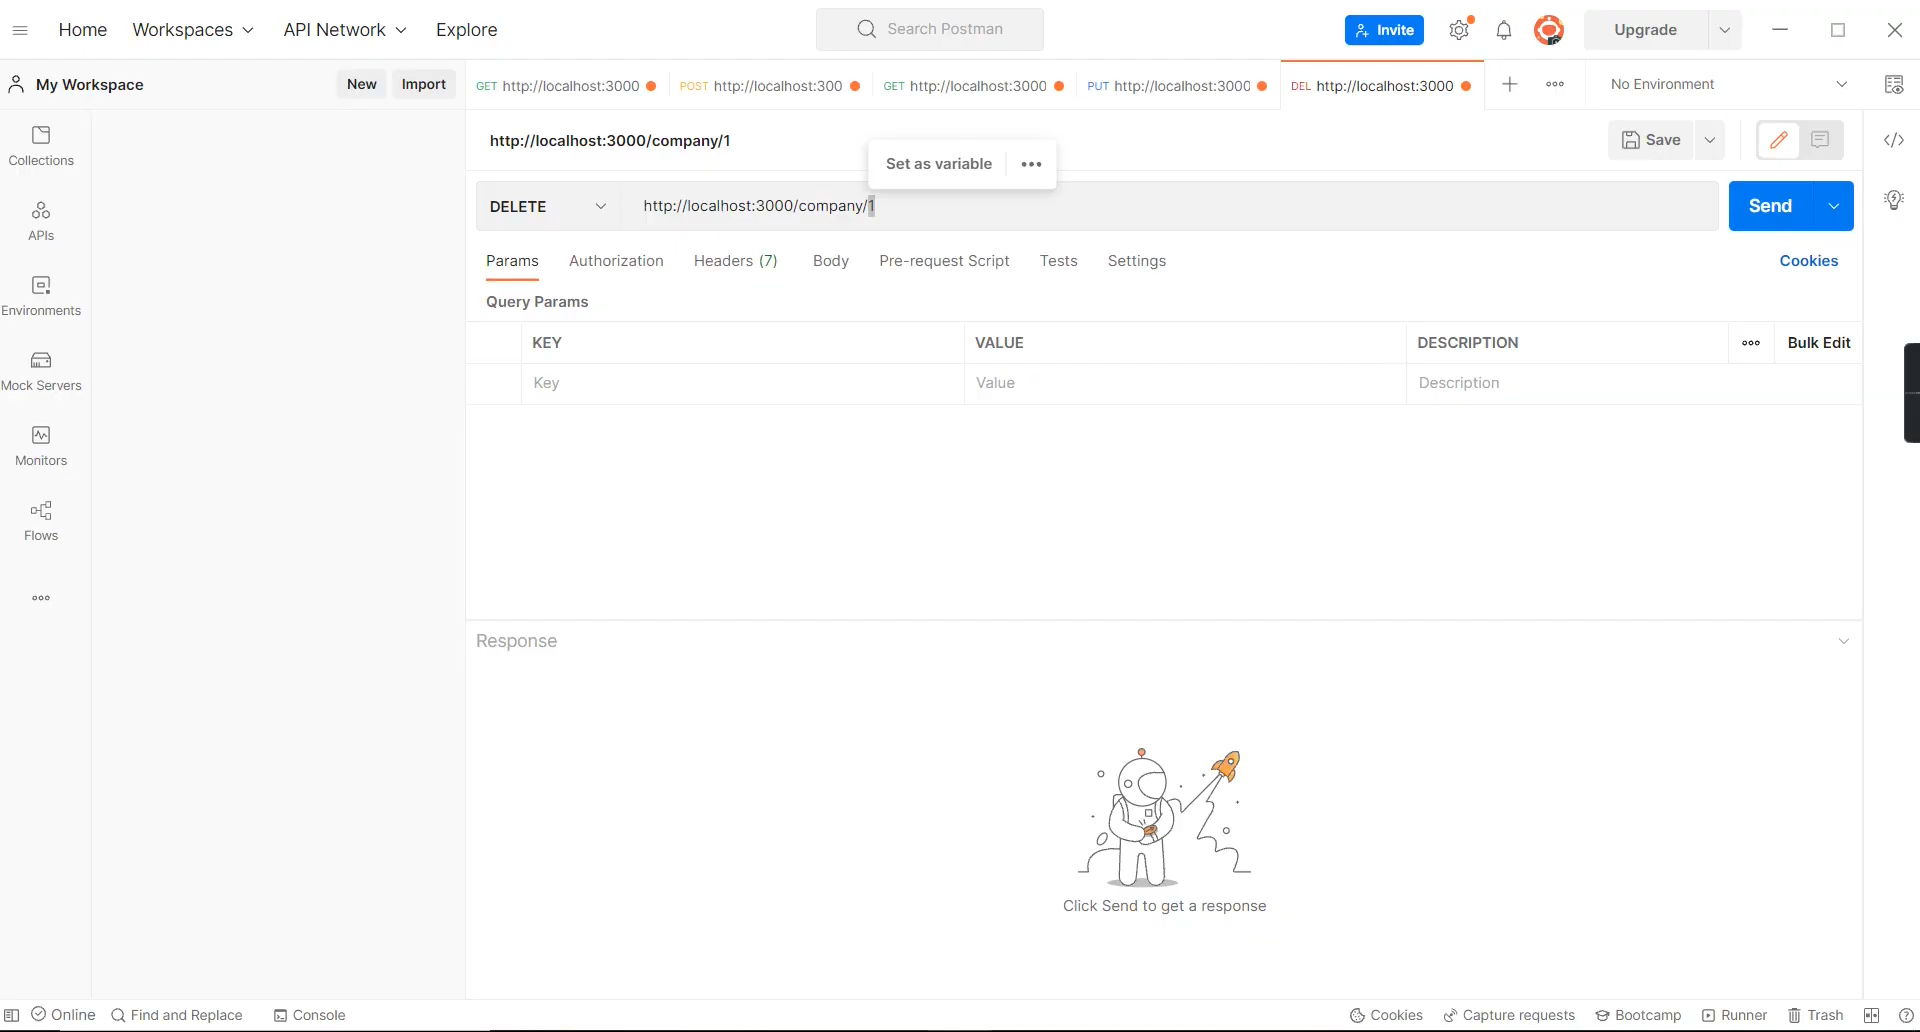 Home Workspaces API Network Explore Search Postman Invite Upgrade
My Workspace New Import GET http://localhost:3000 POST http://localhost:300 GET http://localhost:3000 PUT http://localhost:3000 DEL http://localhost:3000 No Environment
http://localhost:3000/company/1 Save
Set as variable
Collections
DELETE http://localhost:3000/company/1 Send
APIs
Params Authorization Headers (7) Body Pre-request Script Tests Settings Cookies
Query Params
Environments
KEY VALUE DESCRIPTION Bulk Edit
Key Value Description
Mock Servers
Monitors
Flows
Response
Click Send to get a response
Online Find and Replace Console Cookies Capture requests Bootcamp Runner Trash